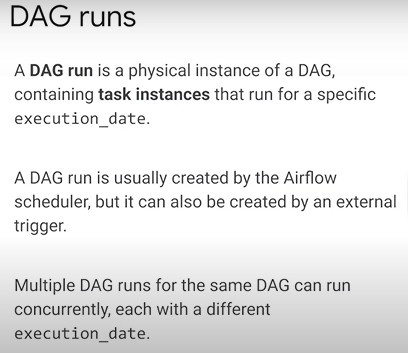 DAG runs
A DAG run is a physical instance of a DAG,
containing task instances that run for a specific
execution_date.
A DAG run is usually created by the Airflow
scheduler, but it can also be created by an external
trigger.
Multiple DAG runs for the same DAG can run
concurrently, each with a different
execution_date.